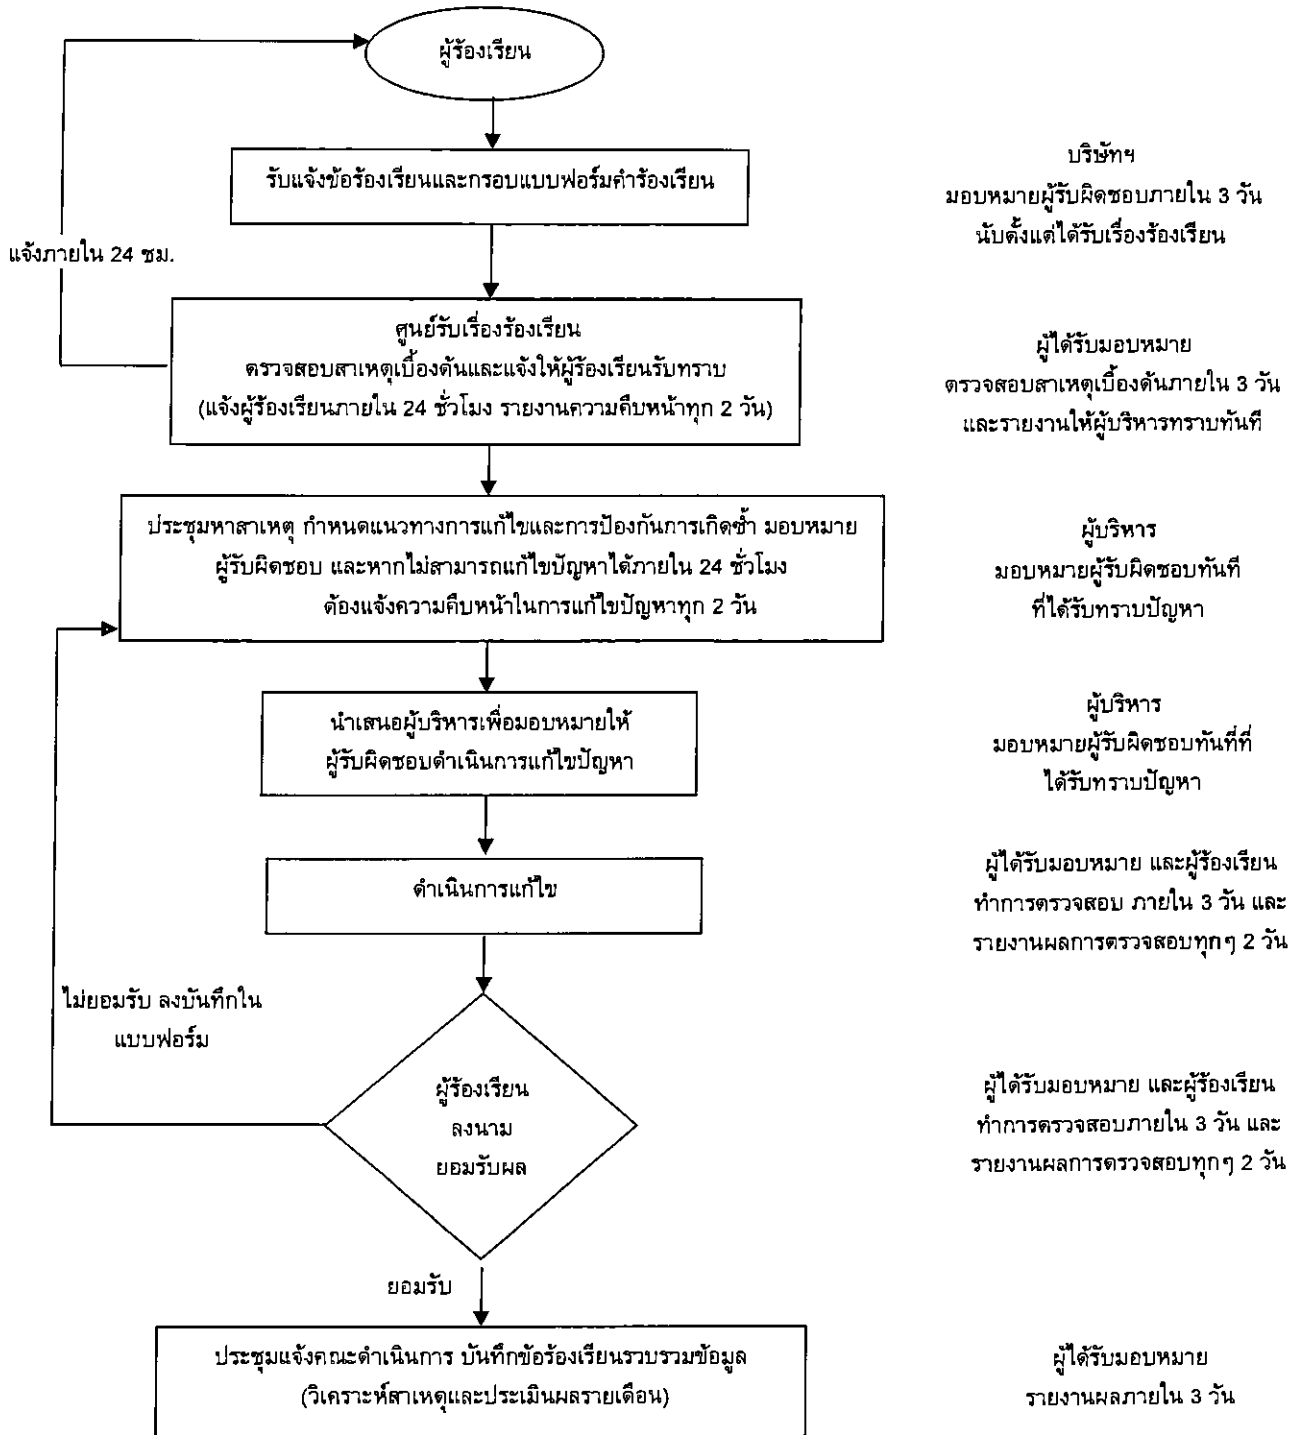 ผู้ร้องเรียน
รับแจ้งข้อร้องเรียนและกรอบแบบฟอร์มคำร้องเรียน
บริษัทฯ
มอบหมายผู้รับผิดชอบภายใน 3 วัน
นับตั้งแต่ได้รับเรื่องร้องเรียน
แจ้งภายใน 24 ชม.
ศูนย์รับเรื่องร้องเรียน
ตรวจสอบสาเหตุเบื้องต้นและแจ้งให้ผู้ร้องเรียนรับทราบ
(แจ้งผู้ร้องเรียนภายใน 24 ชั่วโมง รายงานความคืบหน้าทุก 2 วัน)
ผู้ได้รับมอบหมาย
ตรวจสอบสาเหตุเบื้องต้นภายใน 3 วัน
และรายงานให้ผู้บริหารทราบทันที
ประชุมหาสาเหตุ กำหนดแนวทางการแก้ไขและการป้องกันการเกิดซ้ำ มอบหมาย
ผู้รับผิดชอบ และหากไม่สามารถแก้ไขปัญหาได้ภายใน 24 ชั่วโมง
ต้องแจ้งความคืบหน้าในการแก้ไขปัญหาทุก 2 วัน
ผู้บริหาร
มอบหมายผู้รับผิดชอบทันที
ที่ได้รับทราบปัญหา
นำเสนอผู้บริหารเพื่อมอบหมายให้
ผู้รับผิดชอบดำเนินการแก้ไขปัญหา
ผู้บริหาร
มอบหมายผู้รับผิดชอบทันที่ที่
ได้รับทราบปัญหา
ดำเนินการแก้ไข
ผู้ได้รับมอบหมาย และผู้ร้องเรียน
ทำการตรวจสอบ ภายใน 3 วัน และ
รายงานผลการตรวจสอบทุกๆ 2 วัน
ไม่ยอมรับ ลงบันทึกใน
แบบฟอร์ม
ผู้ร้องเรียน
ลงนาม
ยอมรับผล
ผู้ได้รับมอบหมาย และผู้ร้องเรียน
ทำการตรวจสอบภายใน 3 วัน และ
รายงานผลการตรวจสอบทุกๆ 2 วัน
ยอมรับ
ประชุมแจ้งคณะดำเนินการ บันทึกข้อร้องเรียนรวบรวมข้อมูล
(วิเคราะห์สาเหตุและประเมินผลรายเดือน)
ผู้ได้รับมอบหมาย
รายงานผลภายใน 3 วัน